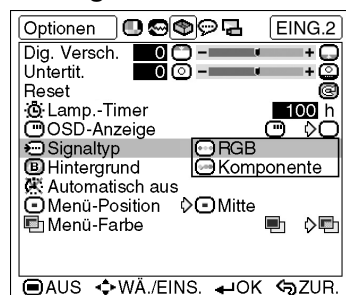 Optionen EING.2
Dig. Versch. 0 - +
Untertit. 0 - +
Reset
Lamp.-Timer 100 h
OSD-Anzeige
Signaltyp RGB
B Hintergrund Komponente
Automatisch aus
Menü-Position Mitte
Menü-Farbe
AUS WÄ./EINS. OK ZUR.